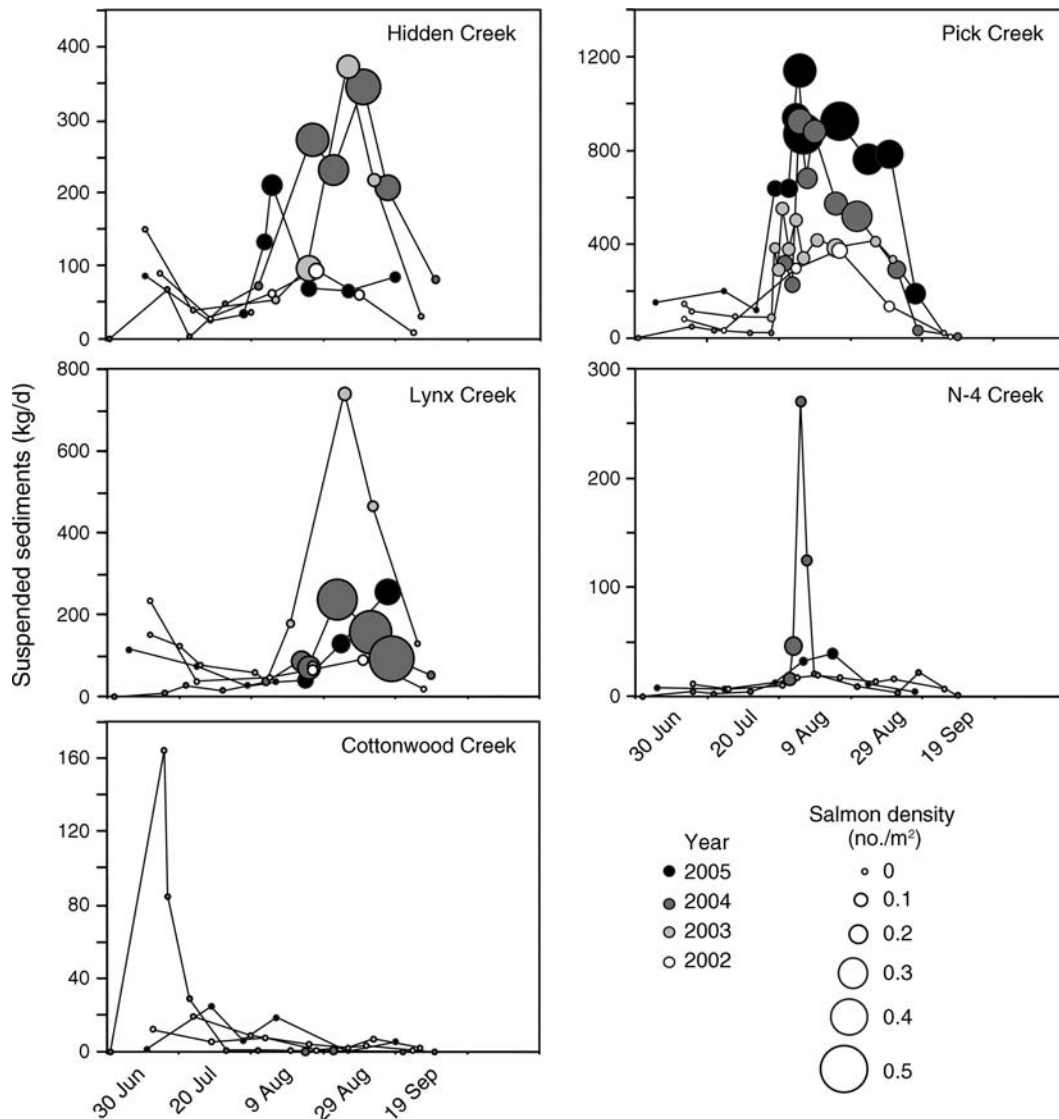 Hidden Creek
400
350
300
250
200
150
100
50
0
Pick Creek
1200
800
400
0
Suspended sediments (kg/d)
Lynx Creek
800
600
400
200
0
N-4 Creek
300
200
100
0
30 Jun
20 Jul
9 Aug
29 Aug
19 Sep
Cottonwood Creek
160
120
80
40
0
30 Jun
20 Jul
9 Aug
29 Aug
19 Sep
Year
2005
2004
2003
2002
Salmon density
(no./m²)
0
0.1
0.2
0.3
0.4
0.5